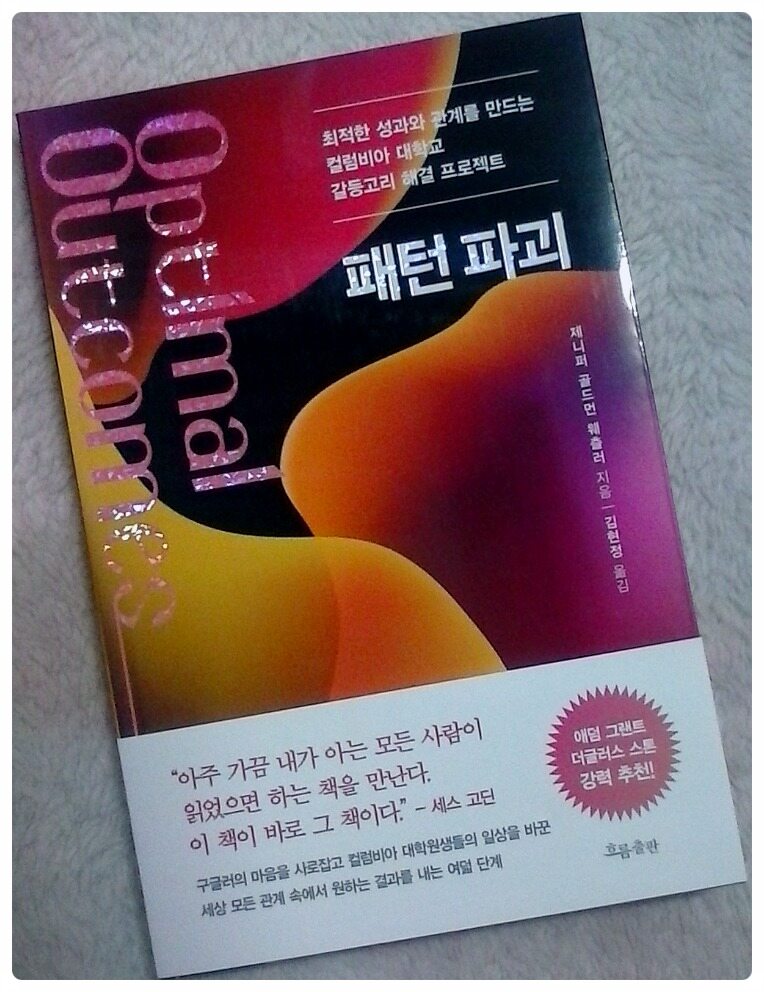 Optimal
Outcomes
최적한 성과와 관계를 만드는
컬럼비아 대학교
갈등고리 해결 프로젝트
패턴 파괴
제니퍼 골드먼 웨츨러 지음 | 김현정 옮김
“아주 가끔 내가 아는 모든 사람이
읽었으면 하는 책을 만난다.
이 책이 바로 그 책이다.” – 세스 고딘
구글러의 마음을 사로잡고 컬럼비아 대학원생들의 일상을 바꾼
세상 모든 관계 속에서 원하는 결과를 내는 여덟 단계
애덤 그랜트
더글러스 스톤
강력 추천!
흐름출판